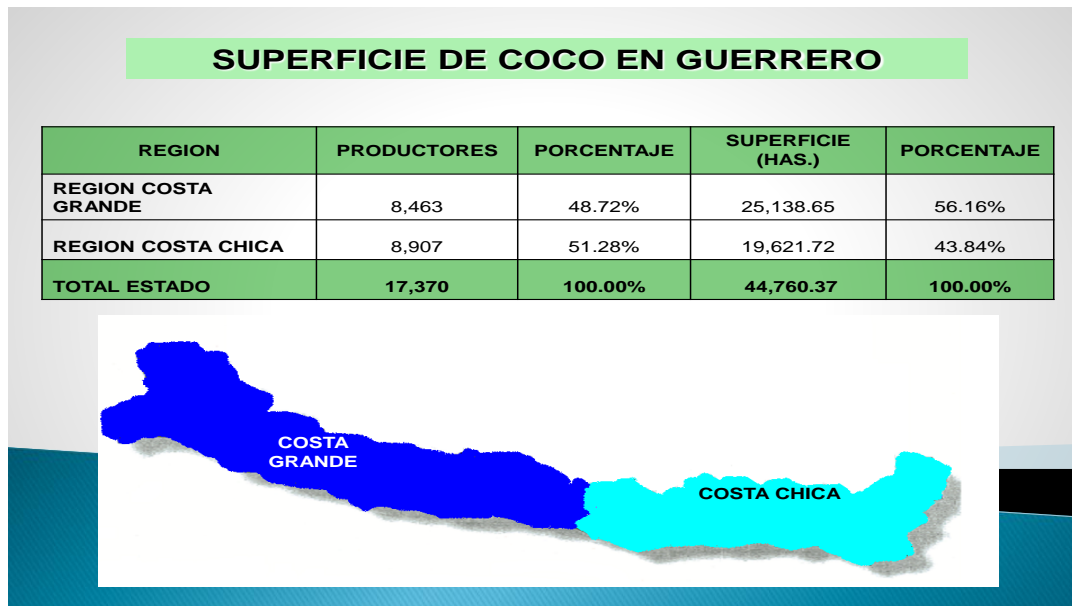 SUPERFICIE DE COCO EN GUERRERO
REGION PRODUCTORES PORCENTAJE SUPERFICIE (HAS.) PORCENTAJE
REGION COSTA GRANDE 8,463 48.72% 25,138.65 56.16%
REGION COSTA CHICA 8,907 51.28% 19,621.72 43.84%
TOTAL ESTADO 17,370 100.00% 44,760.37 100.00%
COSTA
GRANDE
COSTA CHICA